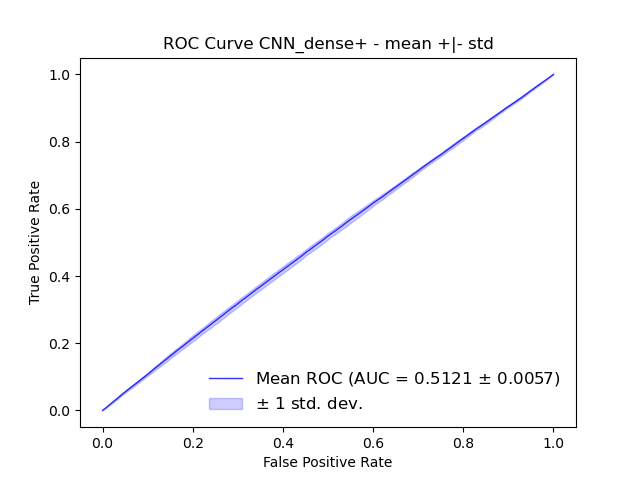 ROC Curve CNN_dense+ - mean +|- std
True Positive Rate
1.0
0.8
0.6
0.4
0.2
0.0
Mean ROC (AUC = 0.5121 ± 0.0057)
± 1 std. dev.
0.0 0.2 0.4 0.6 0.8 1.0
False Positive Rate